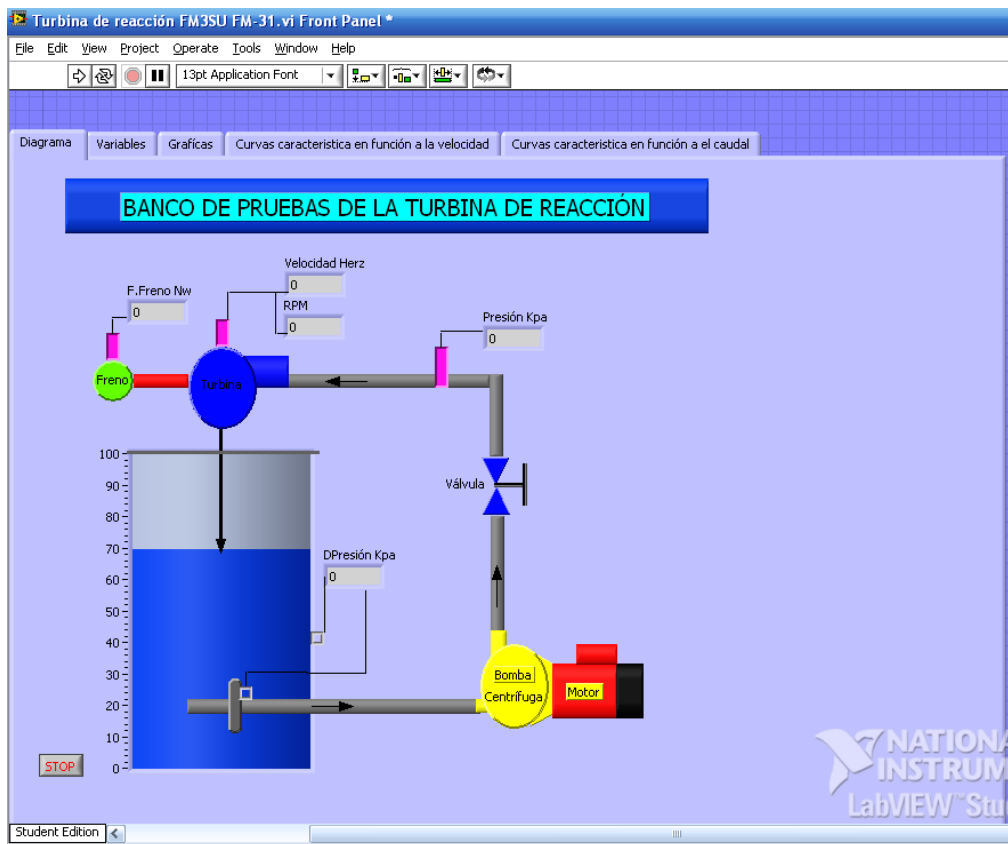 Turbina de reacción FM3SU FM-31.vi Front Panel *
File Edit View Project Operate Tools Window Help
13pt Application Font
Diagrama Variables Grafícas Curvas caracteristica en función a la velocidad Curvas caracteristica en función a el caudal
BANCO DE PRUEBAS DE LA TURBINA DE REACCIÓN
Velocidad Herz
0
F.Freno Nw
0
RPM
0
Presión Kpa
0
Freno
Turbina
100
90
80
70
60
50
40
30
20
10
0
Válvula
DPresión Kpa
0
Bomba
Centrífuga
Motor
STOP
NATIONA
INSTRUM
LabVIEW™ Stu
Student Edition